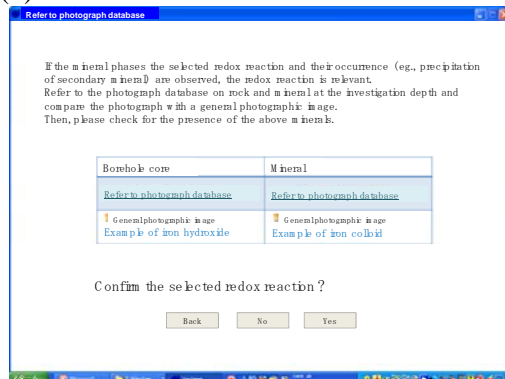 Refer to photograph database
If the mineral phases the selected redox reaction and their occurrence (eg., precipitation
of secondary mineral) are observed, the redox reaction is relevant.
Refer to the photograph database on rock and mineral at the investigation depth and
compare the photograph with a general photographic image.
Then, please check for the presence of the above minerals.
Borehole core
Mineral
Refer to photograph database
Refer to photograph database
General photogrphic image
General photogrphic image
Example of iron hydroxide
Example of iron colloid
Confirm the selected redox reaction ?
Back
No
Yes